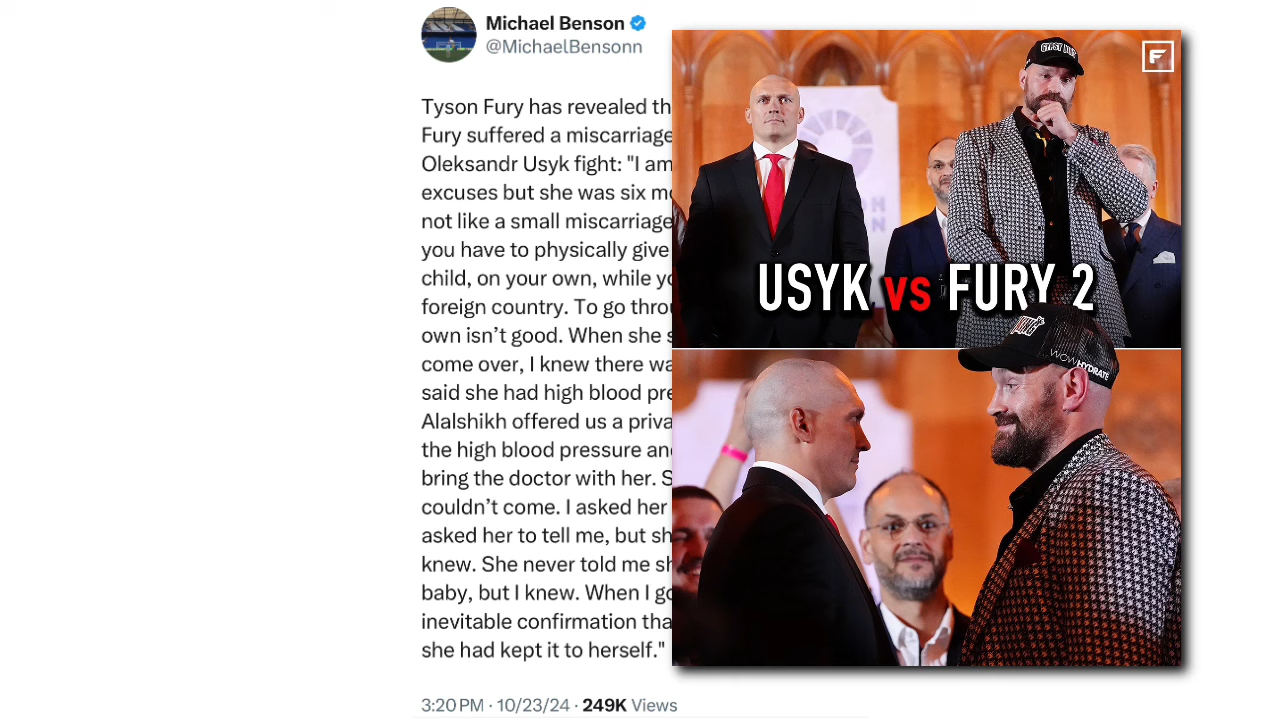 Michael Benson
@MichaelBensonn
Tyson Fury has revealed th
Fury suffered a miscarriage
Oleksandr Usyk fight: "I am
excuses but she was six m
not like a small miscarriage
you have to physically give
child, on your own, while yo
foreign country. To go throu
own isn’t good. When she s
come over, I knew there wa
said she had high blood pre
Alalshikh offered us a priva
the high blood pressure and
bring the doctor with her. S
couldn’t come. I asked her
asked her to tell me, but sh
knew. She never told me sh
baby, but I knew. When I go
inevitable confirmation tha
she had kept it to herself."
3:20 PM · 10/23/24 · 249K Views
GYPSY KING
USYK vs FURY 2
WOW HYDRATE